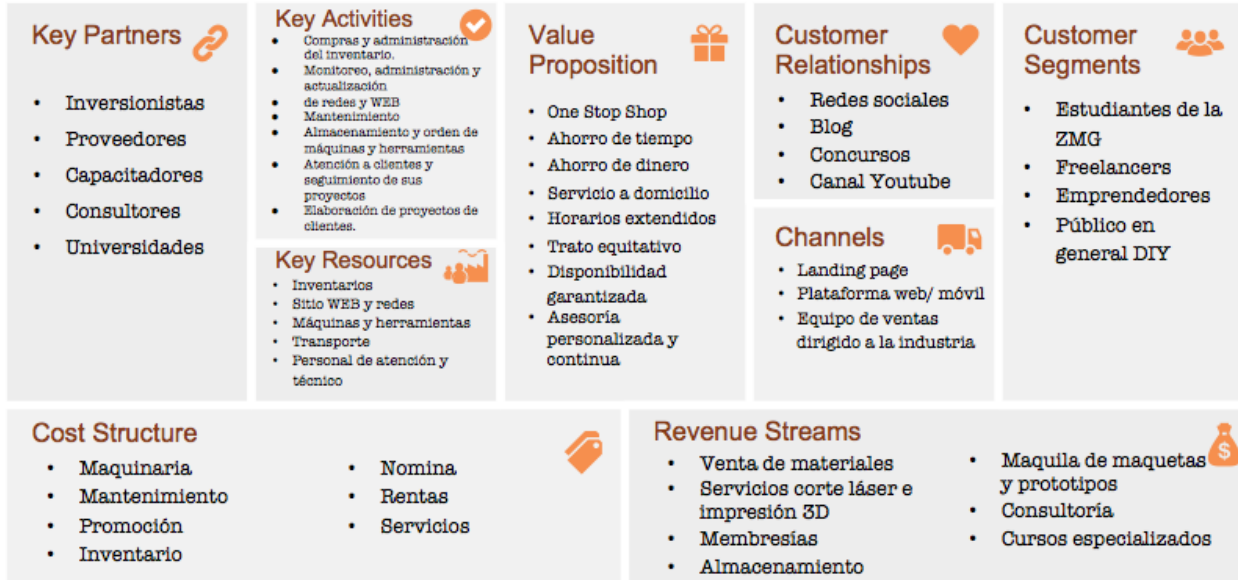 Key Partners
Inversionistas
Proveedores
Capacitadores
Consultores
Universidades
Key Activities
Compras y administración
del inventario.
Monitoreo, administración y
actualización
de redes y WEB
Mantenimiento
Almacenamiento y orden de
máquinas y herramientas
Atención a clientes y
seguimiento de sus
proyectos
Elaboración de proyectos de
clientes.
Key Resources
Inventarios
Sitio WEB y redes
Máquinas y herramientas
Transporte
Personal de atención y
técnico
Value
Proposition
One Stop Shop
Ahorro de tiempo
Ahorro de dinero
Servicio a domicilio
Horarios extendidos
Trato equitativo
Disponibilidad
garantizada
Asesoría
personalizada y
continua
Customer
Relationships
Redes sociales
Blog
Concursos
Canal Youtube
Channels
Landing page
Plataforma web/ móvil
Equipo de ventas
dirigido a la industria
Customer
Segments
Estudiantes de la
ZMG
Freelancers
Emprendedores
Público en
general DIY
Cost Structure
Maquinaria
Mantenimiento
Promoción
Inventario
Nomina
Rentas
Servicios
Revenue Streams
Venta de materiales
Servicios corte láser e
impresión 3D
Membresías
Almacenamiento
Maquila de maquetas
y prototipos
Consultoría
Cursos especializados
$